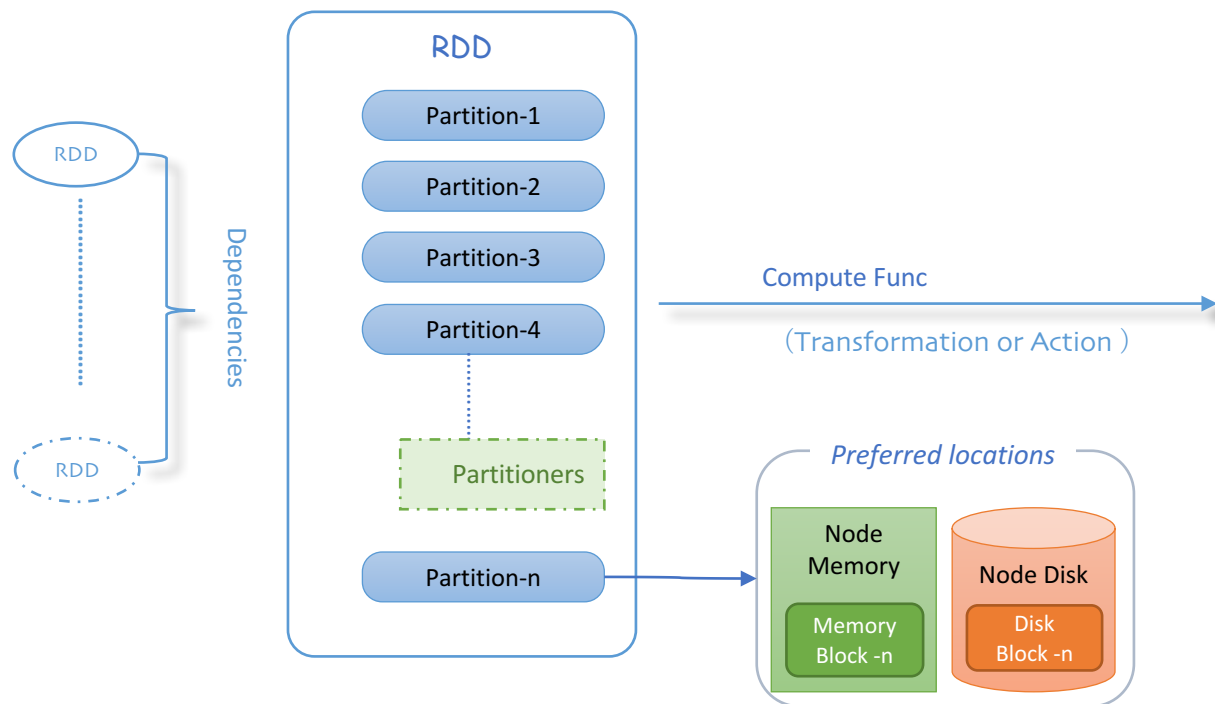 RDD
Partition-1
Partition-2
Partition-3
Partition-4
Partitioners
Partition-n
RDD
RDD
Dependencies
Compute Func
（Transformation or Action ）
Preferred locations
Node
Memory
Memory
Block -n
Node Disk
Disk
Block -n